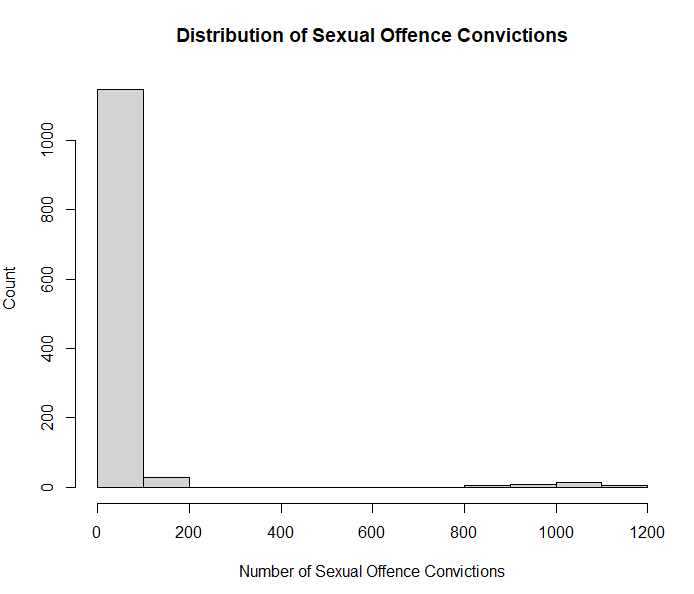 Distribution of Sexual Offence Convictions
Count
1000
800
600
400
200
0
0 200 400 600 800 1000 1200
Number of Sexual Offence Convictions